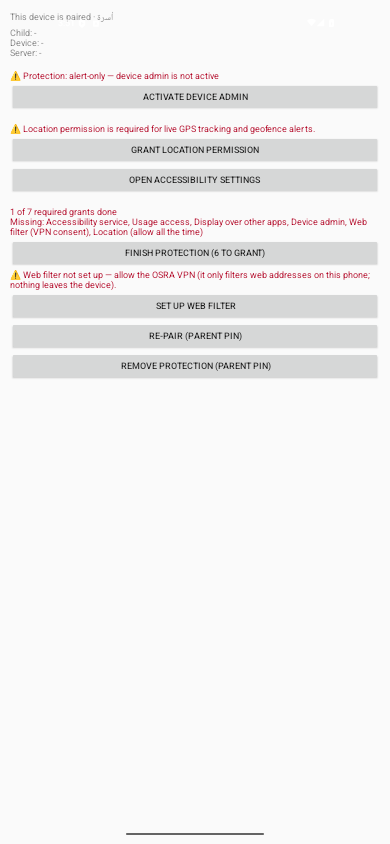 This device is paired · أسرة
Child: -
Device: -
Server: -
⚠️ Protection: alert-only — device admin is not active
ACTIVATE DEVICE ADMIN
⚠️ Location permission is required for live GPS tracking and geofence alerts.
GRANT LOCATION PERMISSION
OPEN ACCESSIBILITY SETTINGS
1 of 7 required grants done
Missing: Accessibility service, Usage access, Display over other apps, Device admin, Web
filter (VPN consent), Location (allow all the time)
FINISH PROTECTION (6 TO GRANT)
⚠️ Web filter not set up — allow the OSRA VPN (it only filters web addresses on this phone;
nothing leaves the device).
SET UP WEB FILTER
RE-PAIR (PARENT PIN)
REMOVE PROTECTION (PARENT PIN)